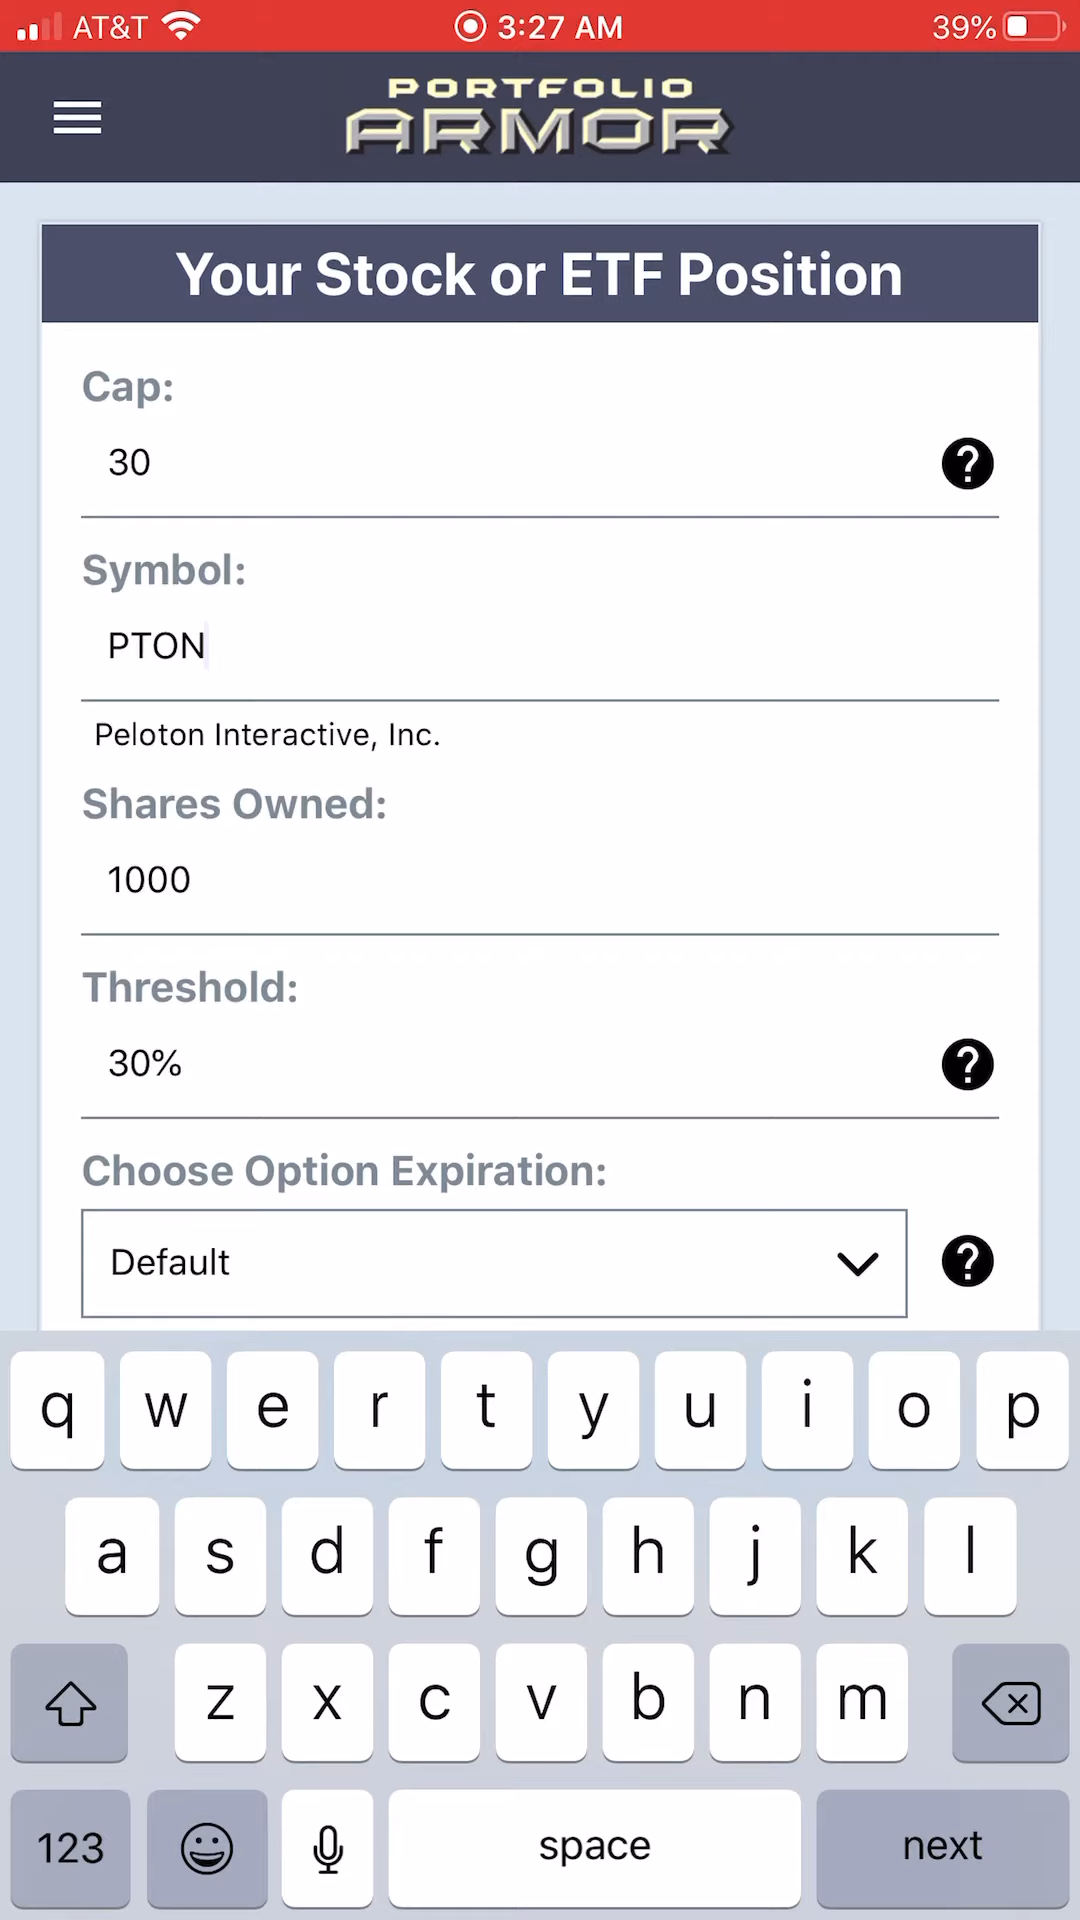 AT&T 3:27 AM 39%
PORTFOLIO
ARMOR
Your Stock or ETF Position
Cap:
30
?
Symbol:
PTON
Peloton Interactive, Inc.
Shares Owned:
1000
Threshold:
30%
?
Choose Option Expiration:
Default
?
q w e r t y u i o p
a s d f g h j k l
z x c v b n m
123 space next